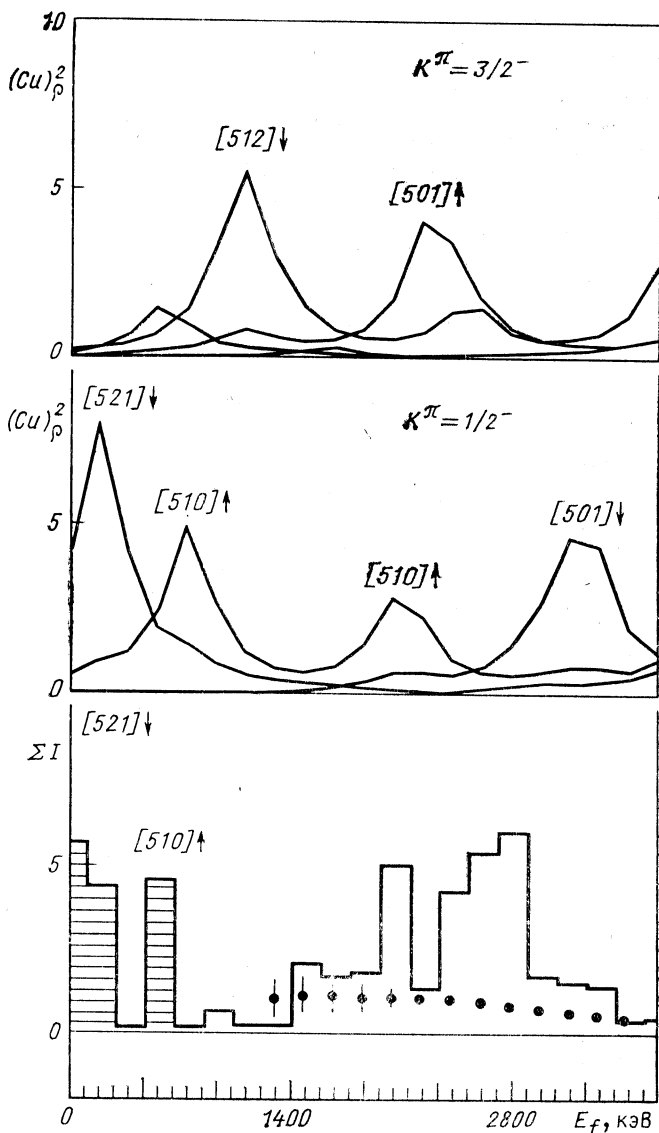 10
(Cu)²ρ
K^π = 3/2⁻
[512]↓
5
[501]↑
0
[521]↓
(Cu)²ρ
K^π = 1/2⁻
[510]↑
[501]↓
5
[510]↑
0
[521]↓
ΣI
[510]↑
5
0
0 1400 2800 E_f, кэВ